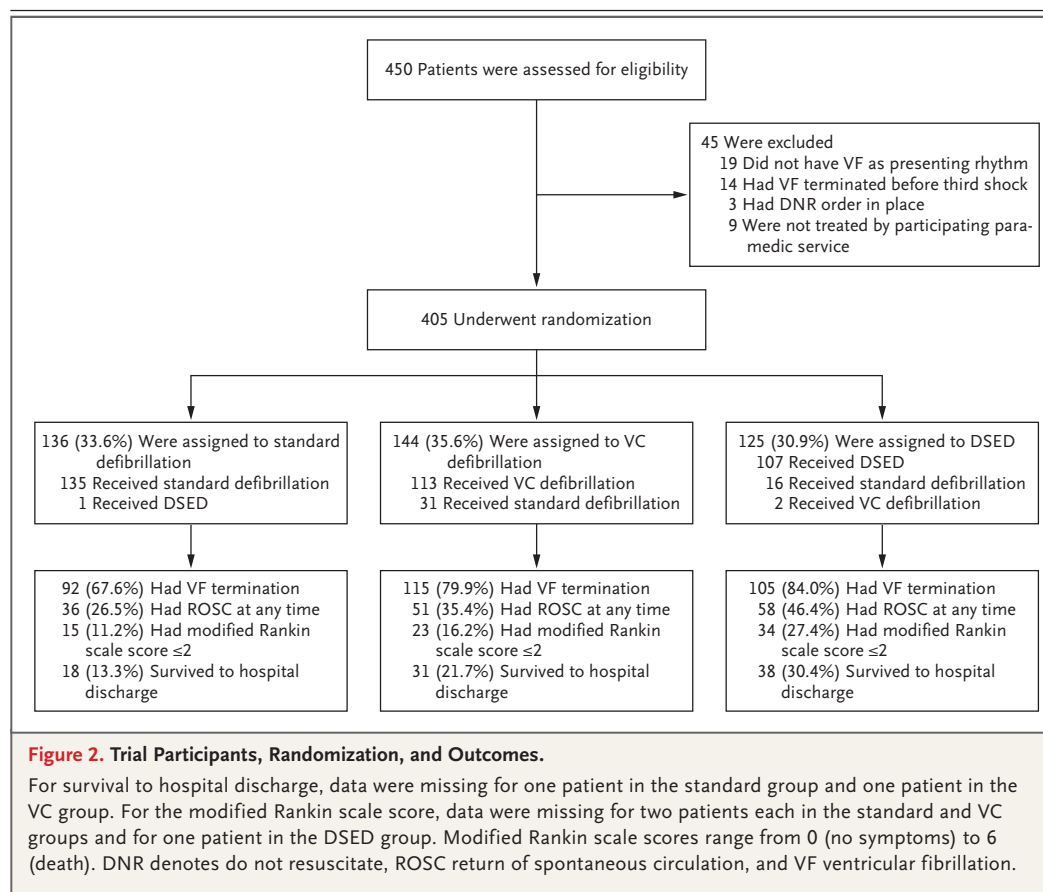 450 Patients were assessed for eligibility
45 Were excluded
19 Did not have VF as presenting rhythm
14 Had VF terminated before third shock
3 Had DNR order in place
9 Were not treated by participating para-
medic service
405 Underwent randomization
136 (33.6%) Were assigned to standard
defibrillation
135 Received standard defibrillation
1 Received DSED
144 (35.6%) Were assigned to VC
defibrillation
113 Received VC defibrillation
31 Received standard defibrillation
125 (30.9%) Were assigned to DSED
107 Received DSED
16 Received standard defibrillation
2 Received VC defibrillation
92 (67.6%) Had VF termination
36 (26.5%) Had ROSC at any time
15 (11.2%) Had modified Rankin
scale score ≤2
18 (13.3%) Survived to hospital
discharge
115 (79.9%) Had VF termination
51 (35.4%) Had ROSC at any time
23 (16.2%) Had modified Rankin
scale score ≤2
31 (21.7%) Survived to hospital
discharge
105 (84.0%) Had VF termination
58 (46.4%) Had ROSC at any time
34 (27.4%) Had modified Rankin
scale score ≤2
38 (30.4%) Survived to hospital
discharge
Figure 2. Trial Participants, Randomization, and Outcomes.
For survival to hospital discharge, data were missing for one patient in the standard group and one patient in the
VC group. For the modified Rankin scale score, data were missing for two patients each in the standard and VC
groups and for one patient in the DSED group. Modified Rankin scale scores range from 0 (no symptoms) to 6
(death). DNR denotes do not resuscitate, ROSC return of spontaneous circulation, and VF ventricular fibrillation.